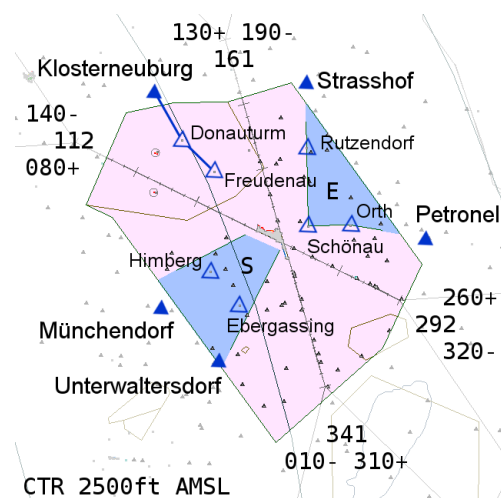 130+ 190-
161
Klosterneuburg
Strasshof
140-
112
080+
Donauturm
Rutzendorf
Freudenau
E
Orth
Petronel
Schönau
Himberg
S
Münchendorf
Ebergassing
260+
292
320-
Unterwaltersdorf
341
010- 310+
CTR 2500ft AMSL